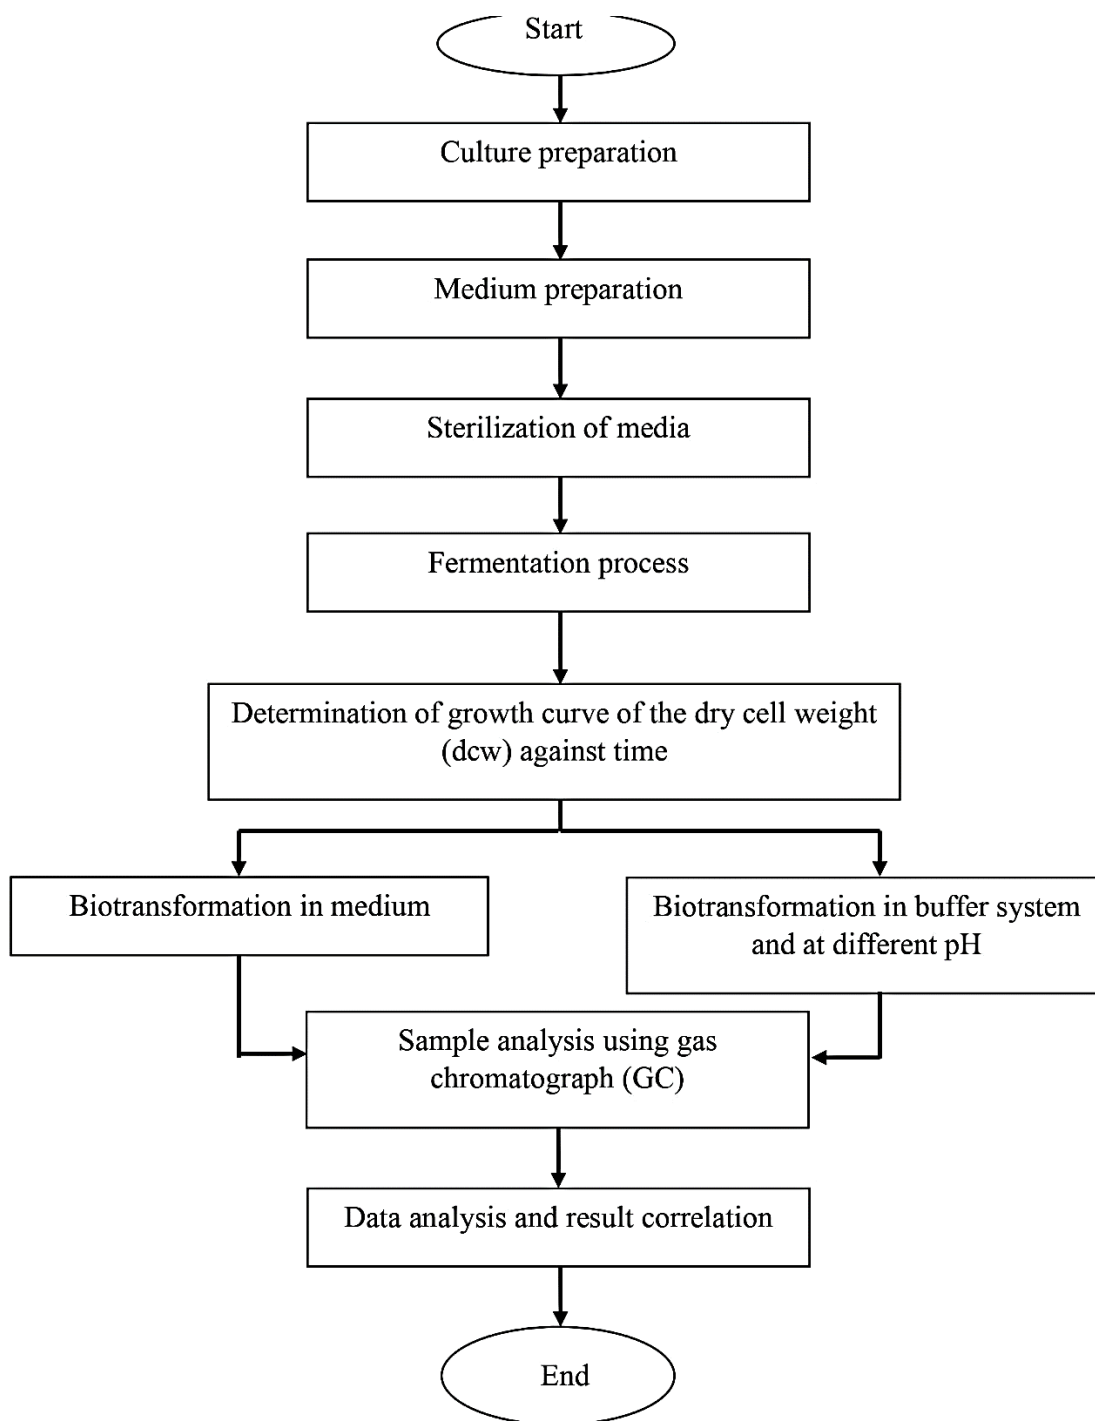 Start
Culture preparation
Medium preparation
Sterilization of media
Fermentation process
Determination of growth curve of the dry cell weight
(dcw) against time
Biotransformation in medium
Biotransformation in buffer system
and at different pH
Sample analysis using gas
chromatograph (GC)
Data analysis and result correlation
End